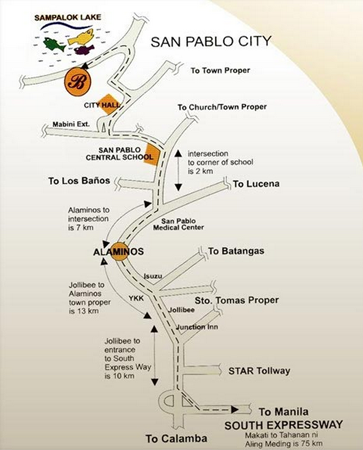 SAMPALOK LAKE
SAN PABLO CITY
B
To Town Proper
CITY HALL
To Church/Town Proper
Mabini Ext.
SAN PABLO
CENTRAL SCHOOL
intersection
to corner of school
is 2 km
To Los Baños
To Lucena
Alaminos to
intersection
is 7 km
San Pablo
Medical Center
ALAMINOS
To Batangas
Isuzu
Jollibee to
Alaminos
town proper
is 13 km
YKK
Sto. Tomas Proper
Jollibee
Junction Inn
Jollibee to
entrance
to South
Express Way
is 10 km
STAR Tollway
To Manila
SOUTH EXPRESSWAY
Makati to Tahanan ni
Aling Meding is 75 km
To Calamba